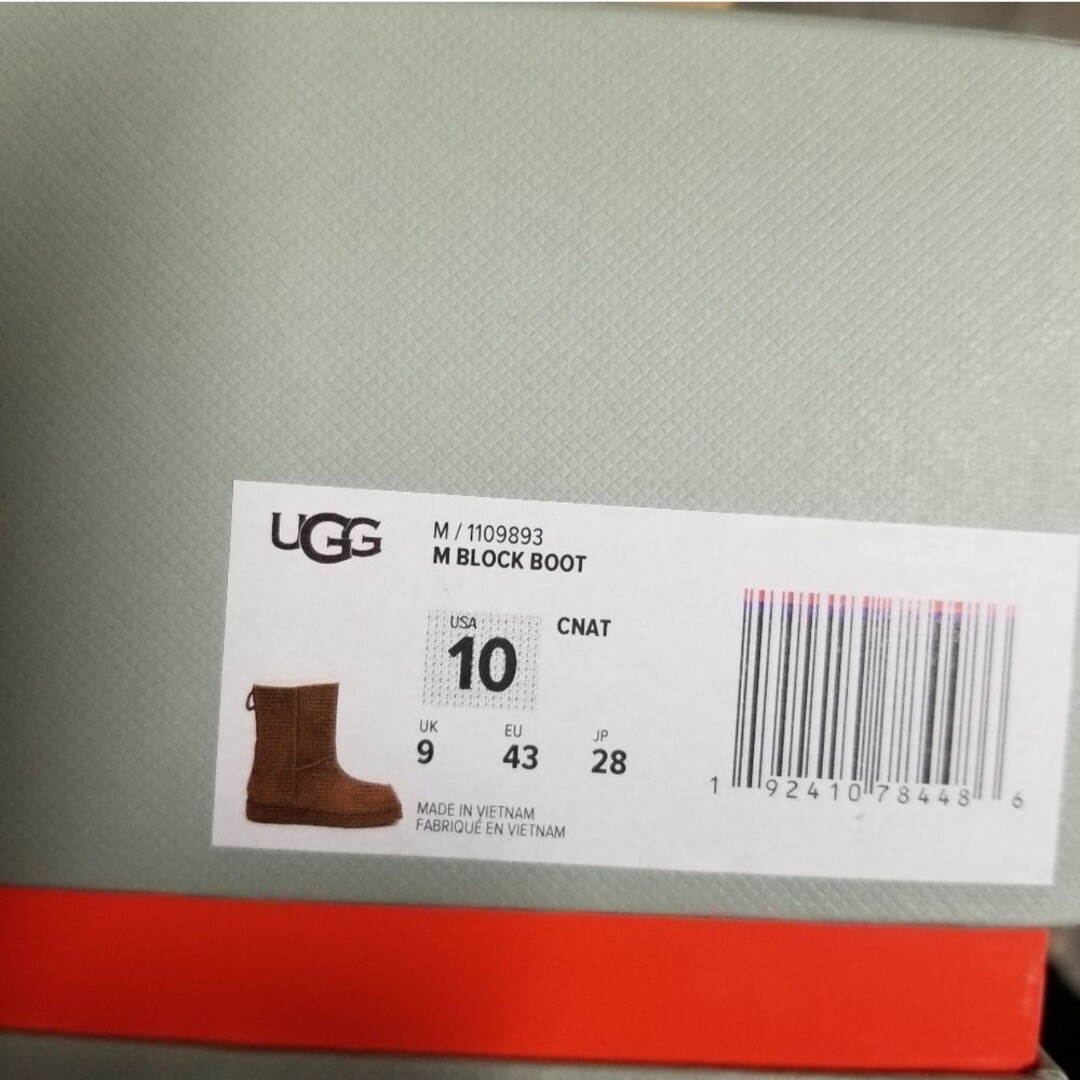 UGG
M / 1109893
M BLOCK BOOT
USA
10
CNAT
UK
9
EU
43
JP
28
MADE IN VIETNAM
FABRIQUÉ EN VIETNAM
1 92410 78448 6